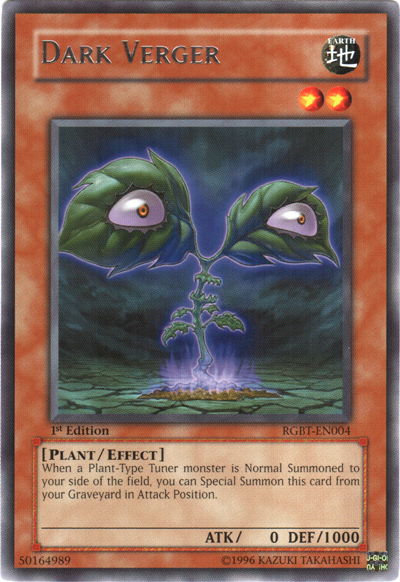 DARK VERGER
EARTH
地
1st Edition
RGBT-EN004
[PLANT/EFFECT]
When a Plant-Type Tuner monster is Normal Summoned to
your side of the field, you can Special Summon this card from
your Graveyard in Attack Position.
ATK/ 0 DEF/1000
50164989
©1996 KAZUKI TAKAHASHI